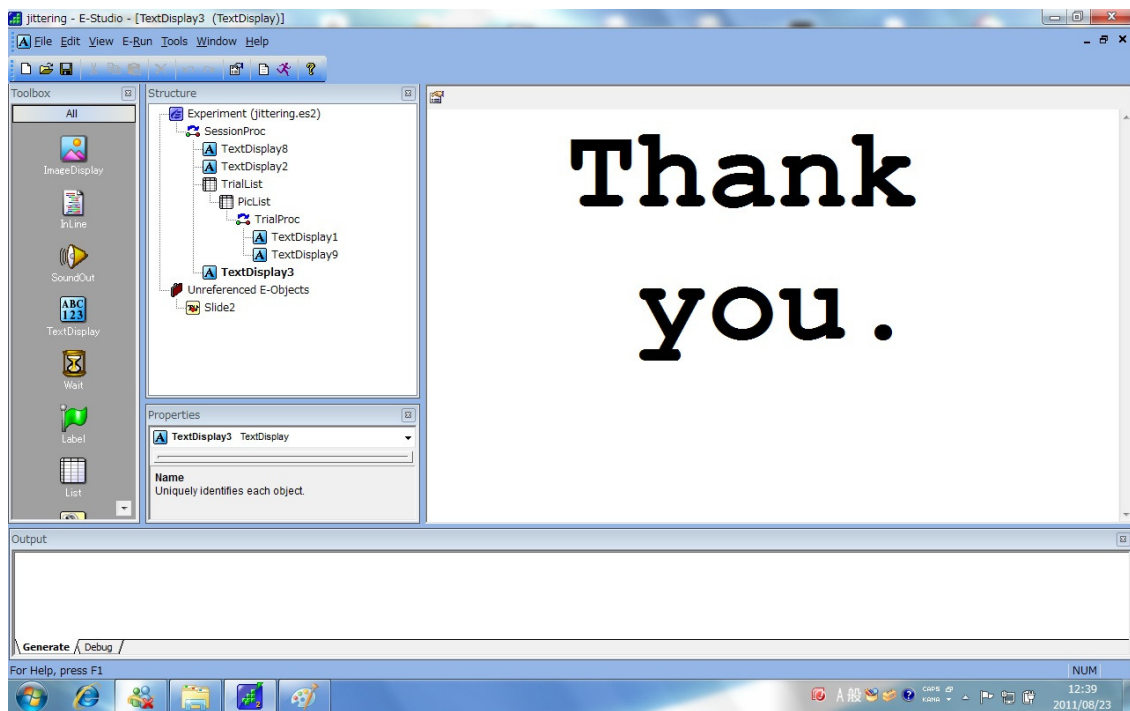 jittering - E-Studio - [TextDisplay3 (TextDisplay)]
File Edit View E-Run Tools Window Help
Toolbox
All
ImageDisplay
InLine
SoundOut
TextDisplay
Wait
Label
List
Structure
Experiment (jittering.es2)
SessionProc
TextDisplay8
TextDisplay2
TrialList
PicList
TrialProc
TextDisplay1
TextDisplay9
TextDisplay3
Unreferenced E-Objects
Slide2
Properties
TextDisplay3 TextDisplay
Name
Uniquely identifies each object.
Thank
you.
Output
Generate Debug
For Help, press F1
NUM
A 般
CAPS
KANA
12:39
2011/08/23